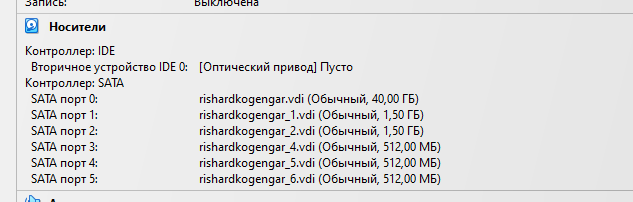 Запись: Выключена
Носители
Контроллер: IDE
Вторичное устройство IDE 0: [Оптический привод] Пусто
Контроллер: SATA
SATA порт 0: rishardkogengar.vdi (Обычный, 40,00 ГБ)
SATA порт 1: rishardkogengar_1.vdi (Обычный, 1,50 ГБ)
SATA порт 2: rishardkogengar_2.vdi (Обычный, 1,50 ГБ)
SATA порт 3: rishardkogengar_4.vdi (Обычный, 512,00 МБ)
SATA порт 4: rishardkogengar_5.vdi (Обычный, 512,00 МБ)
SATA порт 5: rishardkogengar_6.vdi (Обычный, 512,00 МБ)